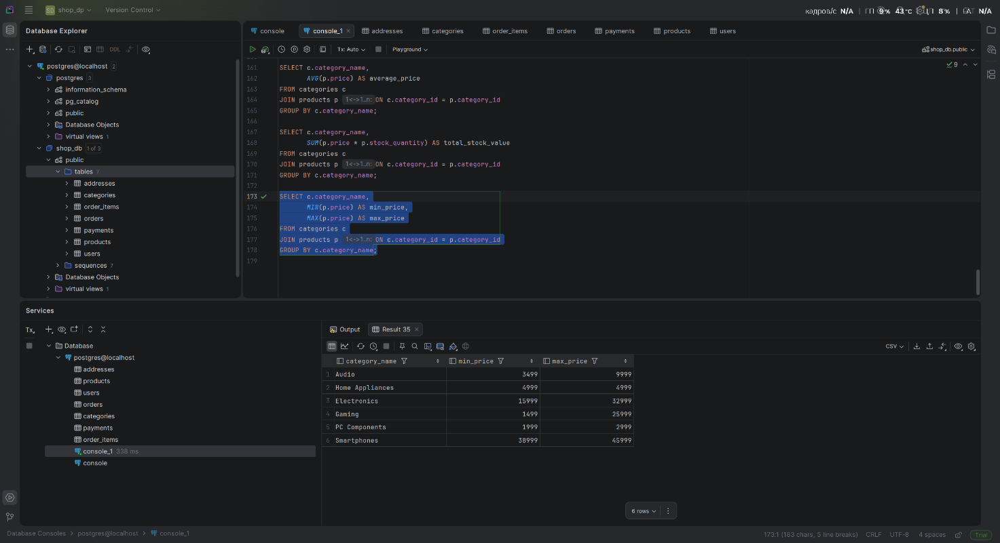 SD shop_dp Version Control
кадров/с N/A | ГП 9% 43°C ЦП 8% | БАТ N/A
Database Explorer
DDL
postgres@localhost 2
postgres 3
information_schema
pg_catalog
public
Database Objects
virtual views 1
shop_db 1 of 3
public
tables 7
addresses
categories
order_items
orders
payments
products
users
sequences 7
Database Objects
virtual views 1
console console_1 addresses categories order_items orders payments products users
Tx: Auto Playground shop_db.public
9
161 SELECT c.category_name,
162 AVG(p.price) AS average_price
163 FROM categories c
164 JOIN products p 1<->1..n: ON c.category_id = p.category_id
165 GROUP BY c.category_name;
166
167 SELECT c.category_name,
168 SUM(p.price * p.stock_quantity) AS total_stock_value
169 FROM categories c
170 JOIN products p 1<->1..n: ON c.category_id = p.category_id
171 GROUP BY c.category_name;
172
173 SELECT c.category_name,
174 MIN(p.price) AS min_price,
175 MAX(p.price) AS max_price
176 FROM categories c
177 JOIN products p 1<->1..n: ON c.category_id = p.category_id
178 GROUP BY c.category_name;
179
Services
Tx
Database
postgres@localhost
addresses
products
users
orders
categories
payments
order_items
console_1 338 ms
console
Output Result 35
CSV
category_name min_price max_price
1 Audio 3499 9999
2 Home Appliances 4999 4999
3 Electronics 15999 32999
4 Gaming 1499 25999
5 PC Components 1999 2999
6 Smartphones 38999 45999
6 rows
Database Consoles > postgres@localhost > console_1
173:1 (183 chars, 5 line breaks) CRLF UTF-8 4 spaces Trial